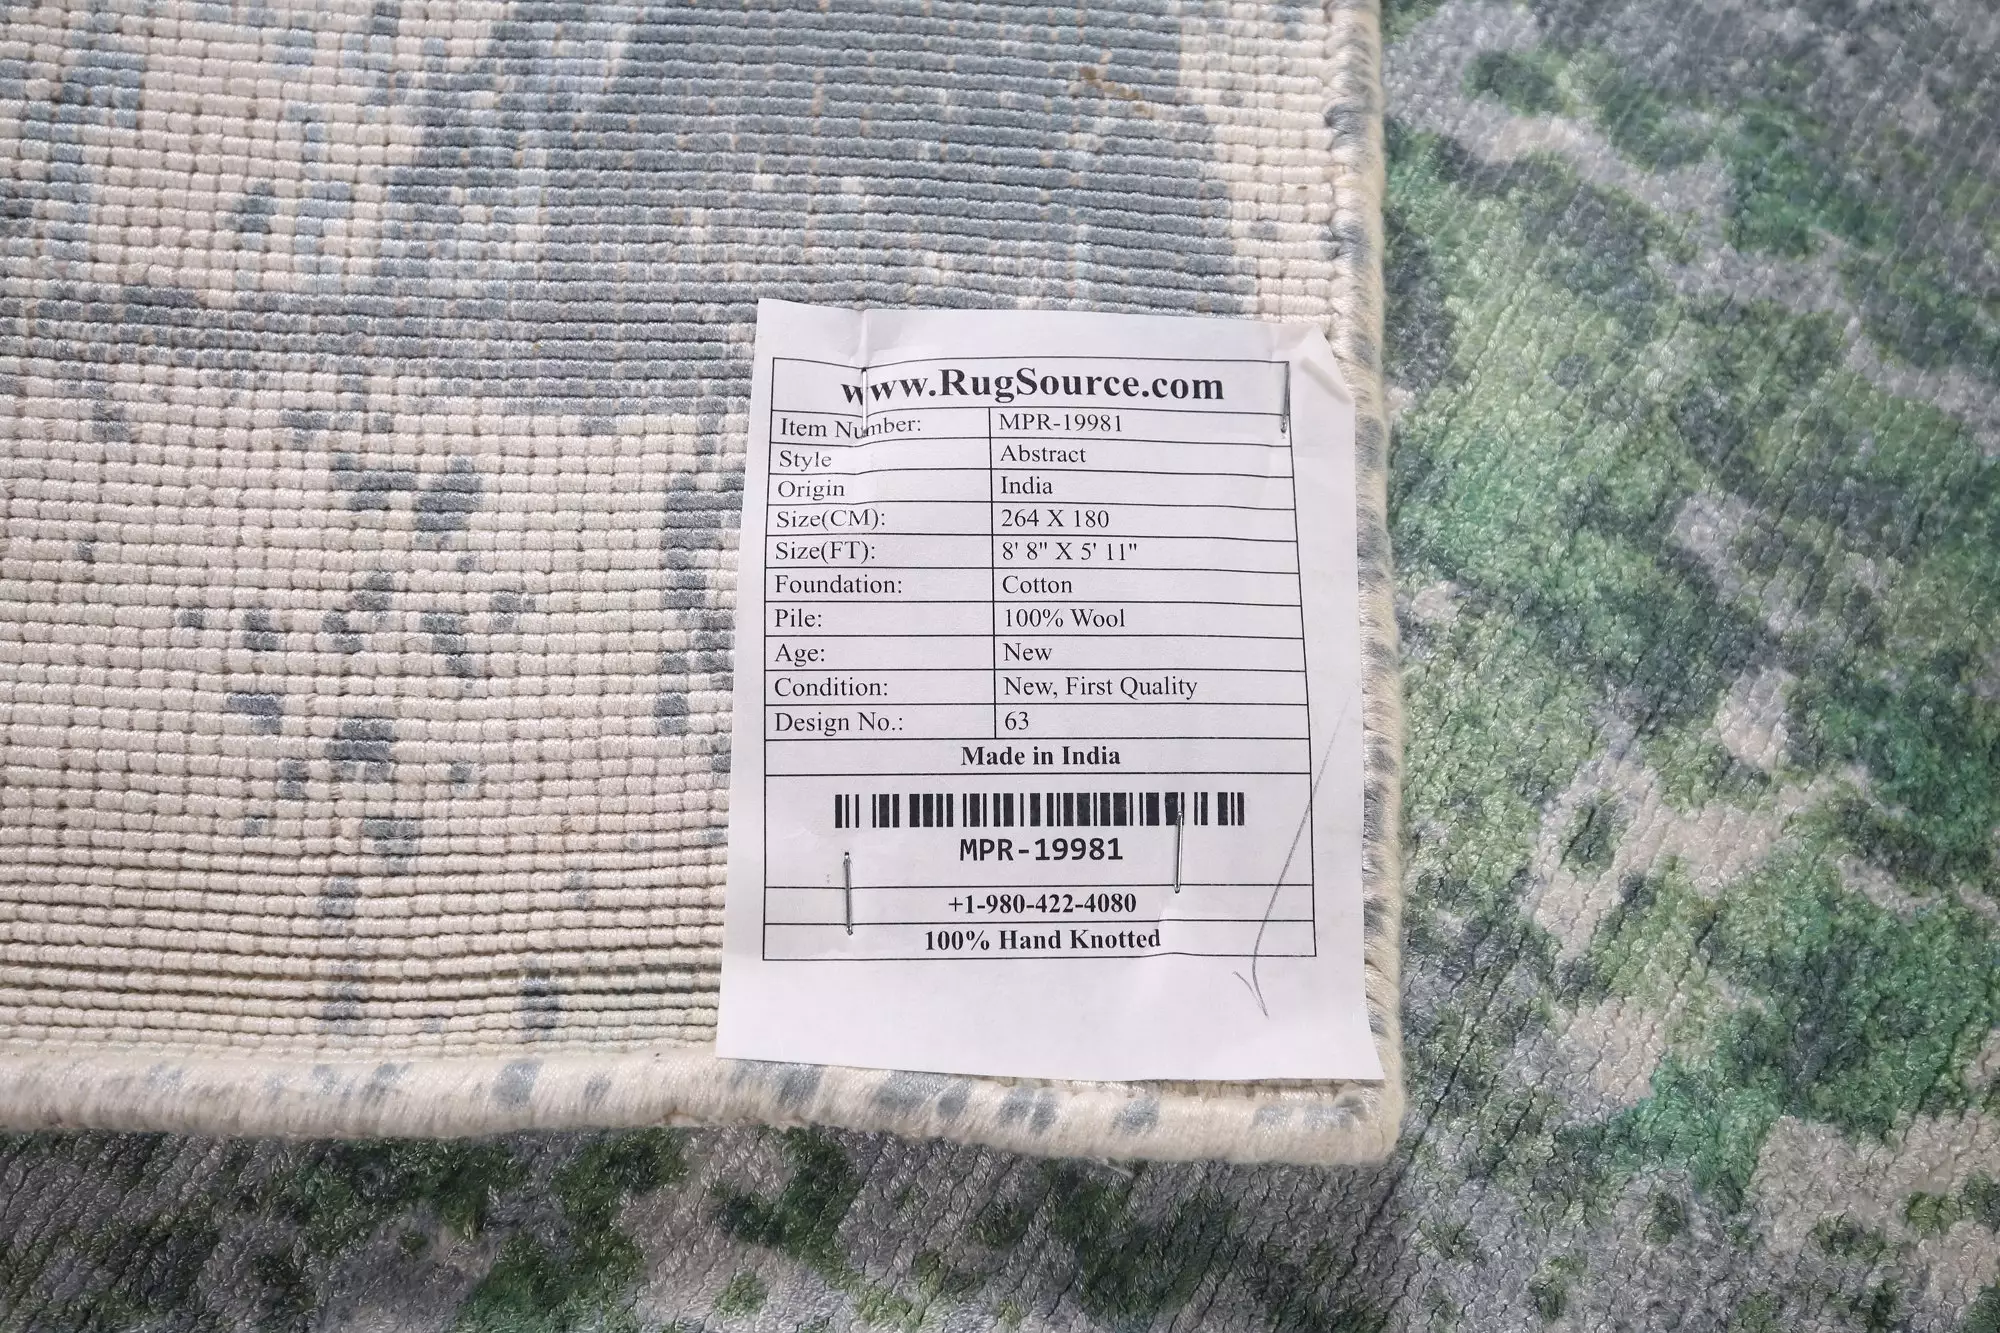 www.RugSource.com
Item Number: MPR-19981
Style Abstract
Origin India
Size(CM): 264 X 180
Size(FT): 8' 8" X 5' 11"
Foundation: Cotton
Pile: 100% Wool
Age: New
Condition: New, First Quality
Design No.: 63
Made in India
MPR-19981
+1-980-422-4080
100% Hand Knotted